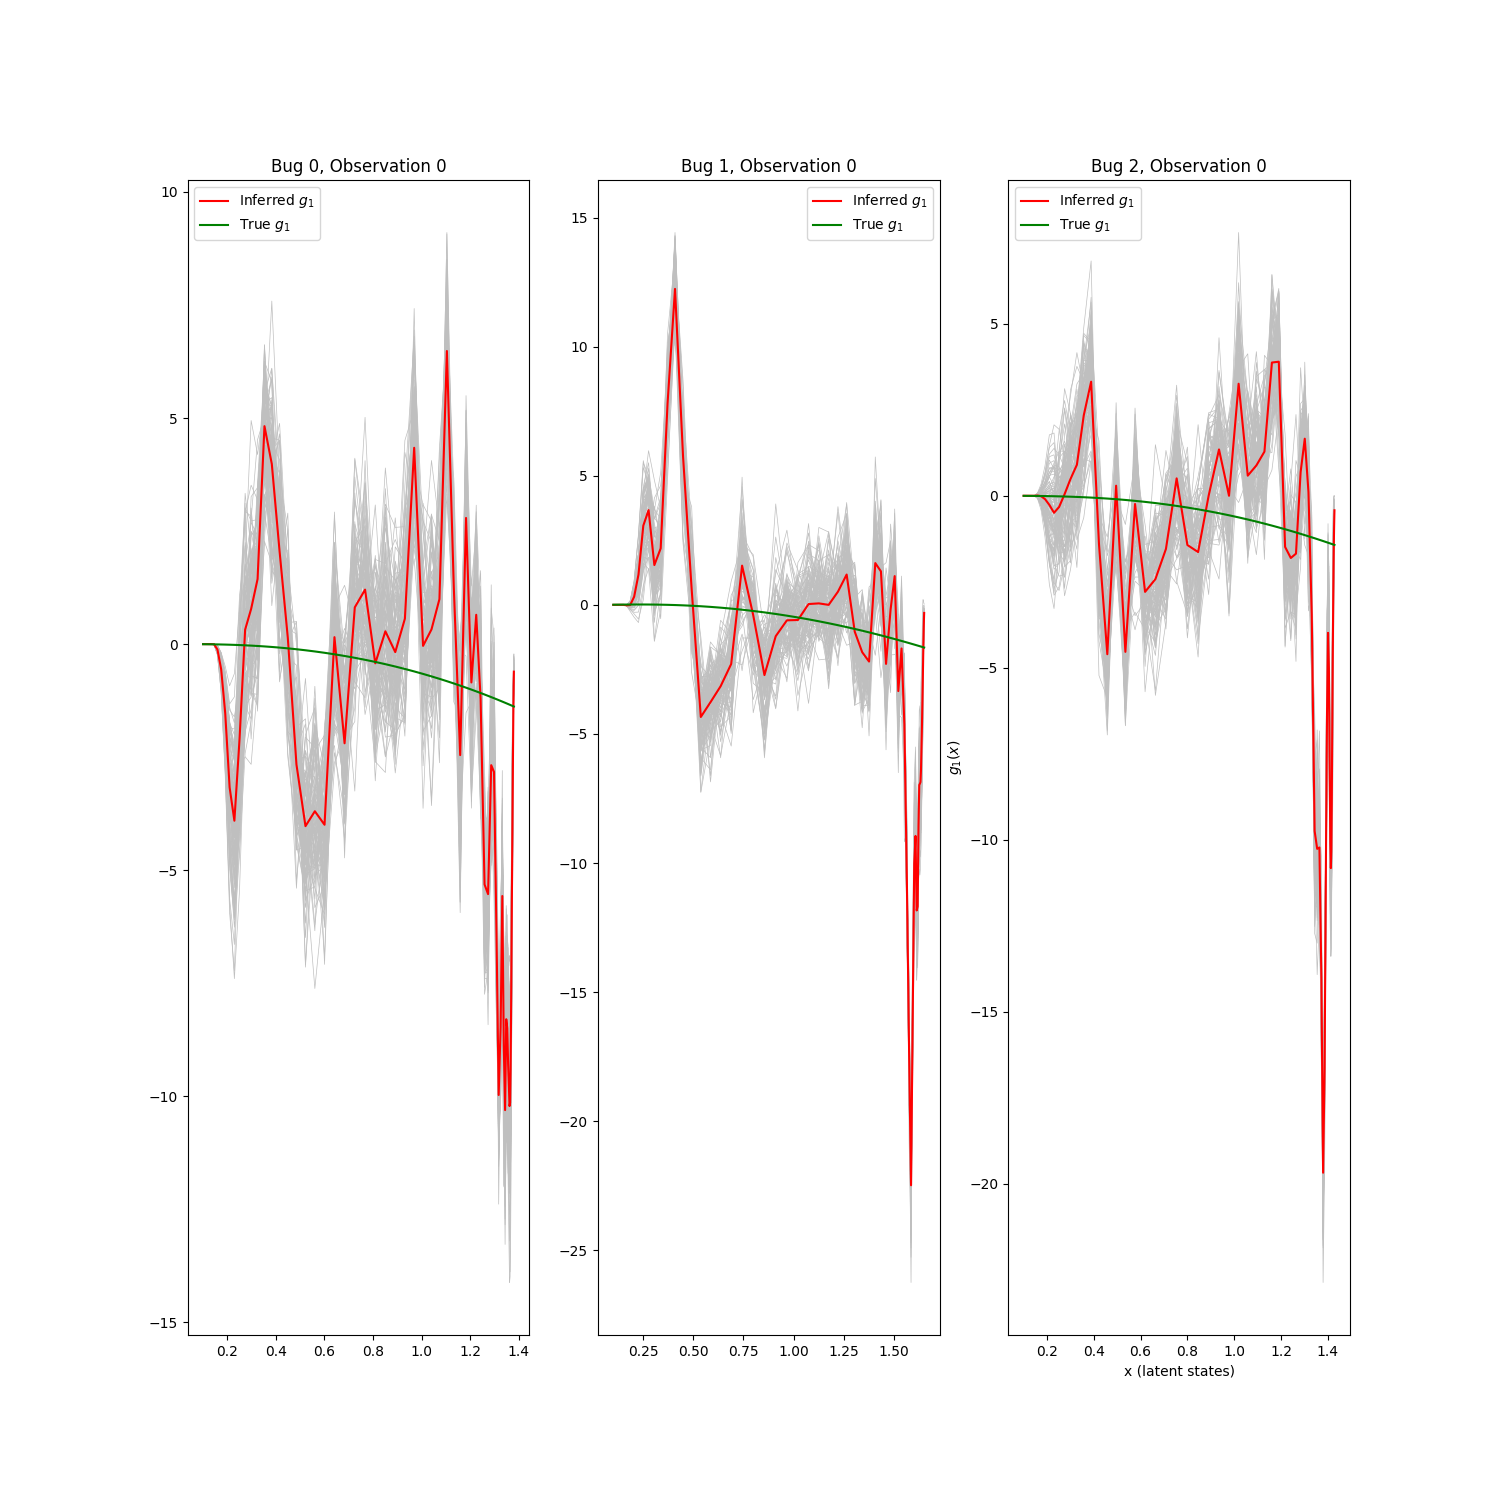 Bug 0, Observation 0
Inferred g₁
True g₁
10
5
0
−5
−10
−15
0.2 0.4 0.6 0.8 1.0 1.2 1.4
Bug 1, Observation 0
Inferred g₁
True g₁
15
10
5
0
−5
−10
−15
−20
−25
0.25 0.50 0.75 1.00 1.25 1.50
Bug 2, Observation 0
Inferred g₁
True g₁
g₁(x)
5
0
−5
−10
−15
−20
0.2 0.4 0.6 0.8 1.0 1.2 1.4
x (latent states)